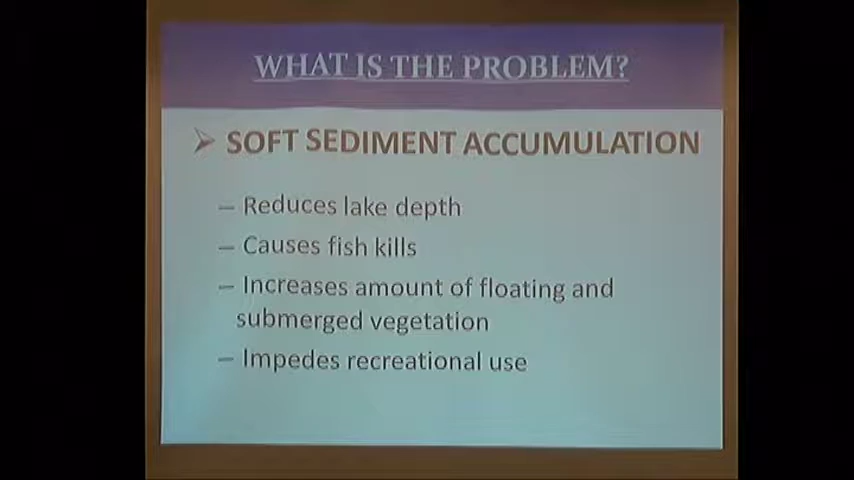 WHAT IS THE PROBLEM?
➢ SOFT SEDIMENT ACCUMULATION
– Reduces lake depth
– Causes fish kills
– Increases amount of floating and
submerged vegetation
– Impedes recreational use